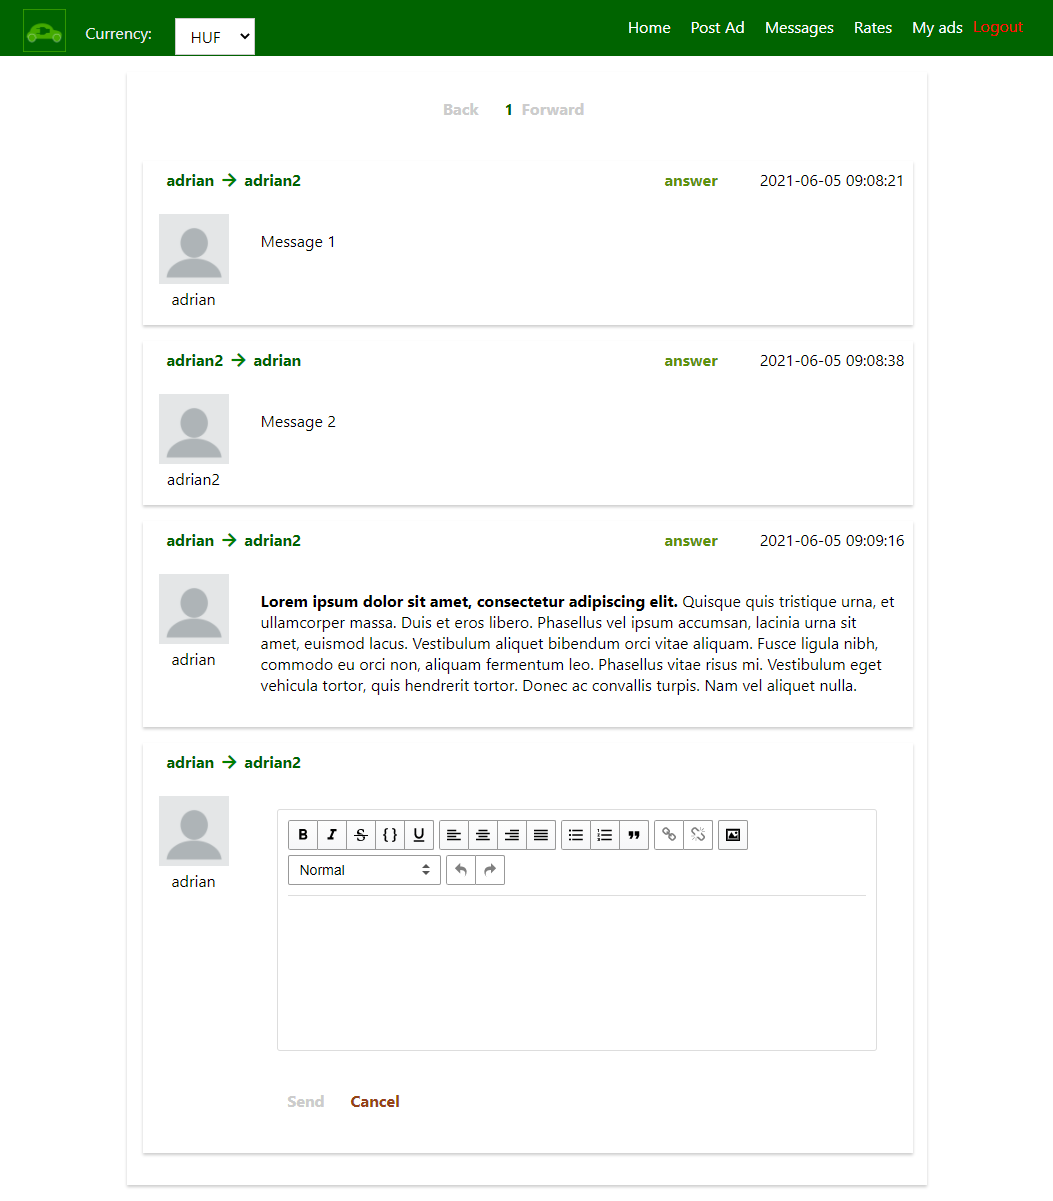 Currency: HUF Home Post Ad Messages Rates My ads Logout
Back 1 Forward
adrian → adrian2 answer 2021-06-05 09:08:21
Message 1
adrian
adrian2 → adrian answer 2021-06-05 09:08:38
Message 2
adrian2
adrian → adrian2 answer 2021-06-05 09:09:16
Lorem ipsum dolor sit amet, consectetur adipiscing elit. Quisque quis tristique urna, et
ullamcorper massa. Duis et eros libero. Phasellus vel ipsum accumsan, lacinia urna sit
amet, euismod lacus. Vestibulum aliquet bibendum orci vitae aliquam. Fusce ligula nibh,
adrian
commodo eu orci non, aliquam fermentum leo. Phasellus vitae risus mi. Vestibulum eget
vehicula tortor, quis hendrerit tortor. Donec ac convallis turpis. Nam vel aliquet nulla.
adrian → adrian2
B I S {} U
Normal
adrian
Send Cancel